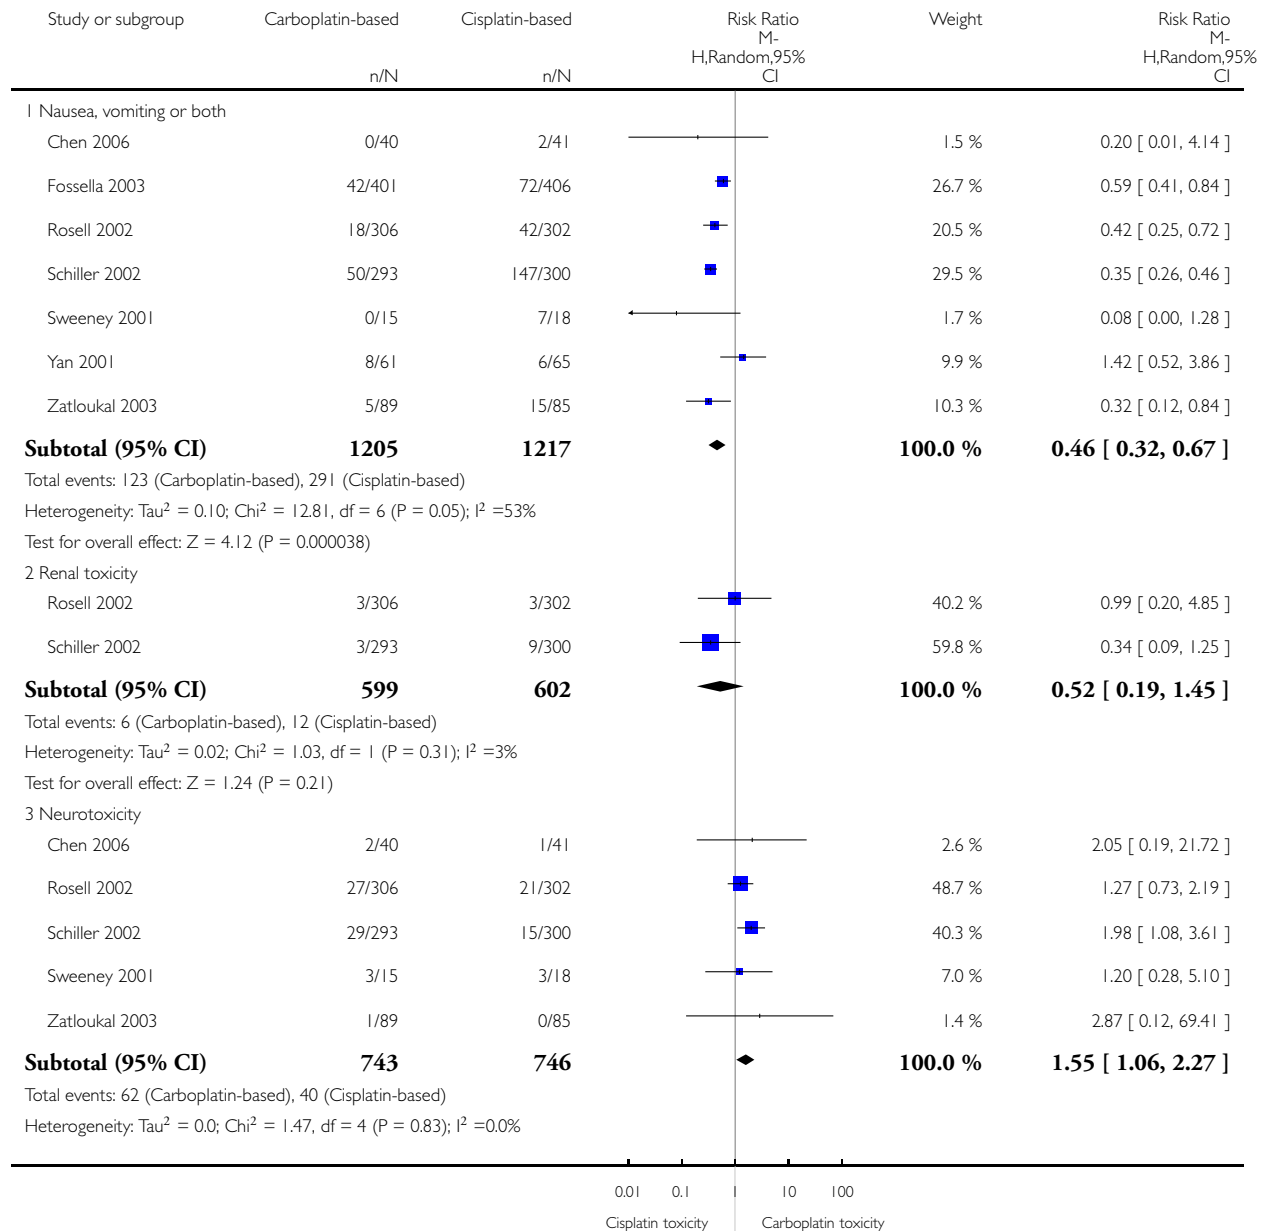 Study or subgroup Carboplatin-based Cisplatin-based Risk Ratio Weight Risk Ratio
M- M-
H,Random,95% H,Random,95%
n/N n/N CI CI
1 Nausea, vomiting or both
Chen 2006 0/40 2/41 1.5 % 0.20 [ 0.01, 4.14 ]
Fossella 2003 42/401 72/406 26.7 % 0.59 [ 0.41, 0.84 ]
Rosell 2002 18/306 42/302 20.5 % 0.42 [ 0.25, 0.72 ]
Schiller 2002 50/293 147/300 29.5 % 0.35 [ 0.26, 0.46 ]
Sweeney 2001 0/15 7/18 1.7 % 0.08 [ 0.00, 1.28 ]
Yan 2001 8/61 6/65 9.9 % 1.42 [ 0.52, 3.86 ]
Zatloukal 2003 5/89 15/85 10.3 % 0.32 [ 0.12, 0.84 ]
Subtotal (95% CI) 1205 1217 100.0 % 0.46 [ 0.32, 0.67 ]
Total events: 123 (Carboplatin-based), 291 (Cisplatin-based)
Heterogeneity: Tau² = 0.10; Chi² = 12.81, df = 6 (P = 0.05); I² =53%
Test for overall effect: Z = 4.12 (P = 0.000038)
2 Renal toxicity
Rosell 2002 3/306 3/302 40.2 % 0.99 [ 0.20, 4.85 ]
Schiller 2002 3/293 9/300 59.8 % 0.34 [ 0.09, 1.25 ]
Subtotal (95% CI) 599 602 100.0 % 0.52 [ 0.19, 1.45 ]
Total events: 6 (Carboplatin-based), 12 (Cisplatin-based)
Heterogeneity: Tau² = 0.02; Chi² = 1.03, df = 1 (P = 0.31); I² =3%
Test for overall effect: Z = 1.24 (P = 0.21)
3 Neurotoxicity
Chen 2006 2/40 1/41 2.6 % 2.05 [ 0.19, 21.72 ]
Rosell 2002 27/306 21/302 48.7 % 1.27 [ 0.73, 2.19 ]
Schiller 2002 29/293 15/300 40.3 % 1.98 [ 1.08, 3.61 ]
Sweeney 2001 3/15 3/18 7.0 % 1.20 [ 0.28, 5.10 ]
Zatloukal 2003 1/89 0/85 1.4 % 2.87 [ 0.12, 69.41 ]
Subtotal (95% CI) 743 746 100.0 % 1.55 [ 1.06, 2.27 ]
Total events: 62 (Carboplatin-based), 40 (Cisplatin-based)
Heterogeneity: Tau² = 0.0; Chi² = 1.47, df = 4 (P = 0.83); I² =0.0%
0.01 0.1 1 10 100
Cisplatin toxicity Carboplatin toxicity